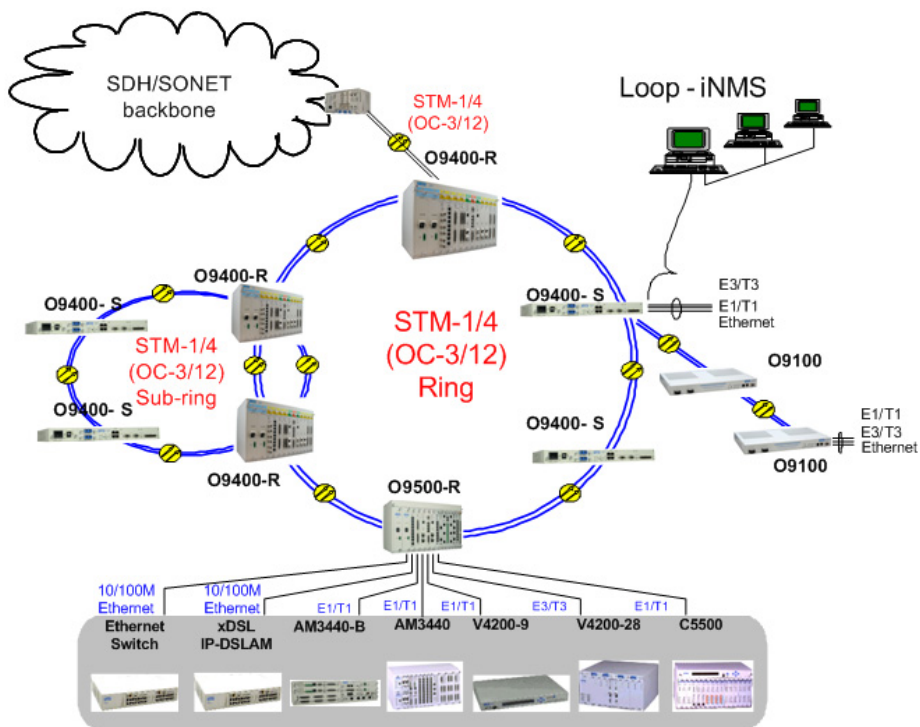 SDH/SONET
backbone
STM-1/4
(OC-3/12)
O9400-R
Loop - iNMS
O9400-R
O9400- S
O9400- S
E3/T3
E1/T1
Ethernet
STM-1/4
(OC-3/12)
Sub-ring
STM-1/4
(OC-3/12)
Ring
O9100
O9400- S
O9400- S
E1/T1
E3/T3
Ethernet
O9100
O9400-R
O9500-R
10/100M
Ethernet
10/100M
Ethernet
E1/T1
E1/T1
E1/T1
E3/T3
E1/T1
Ethernet
Switch
xDSL
IP-DSLAM
AM3440-B
AM3440
V4200-9
V4200-28
C5500